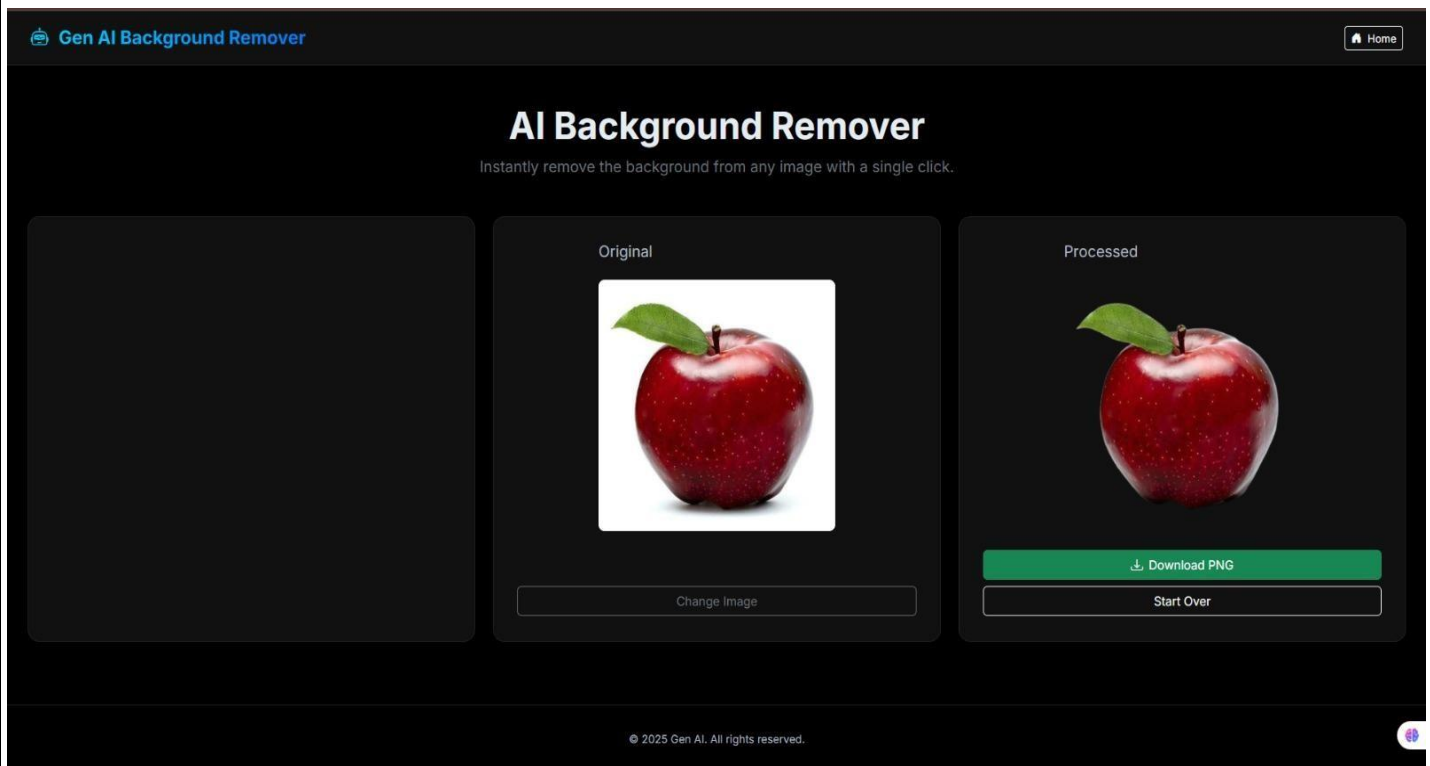 Gen AI Background Remover
Home
AI Background Remover
Instantly remove the background from any image with a single click.
Original
Processed
Download PNG
Change Image
Start Over
© 2025 Gen AI. All rights reserved.